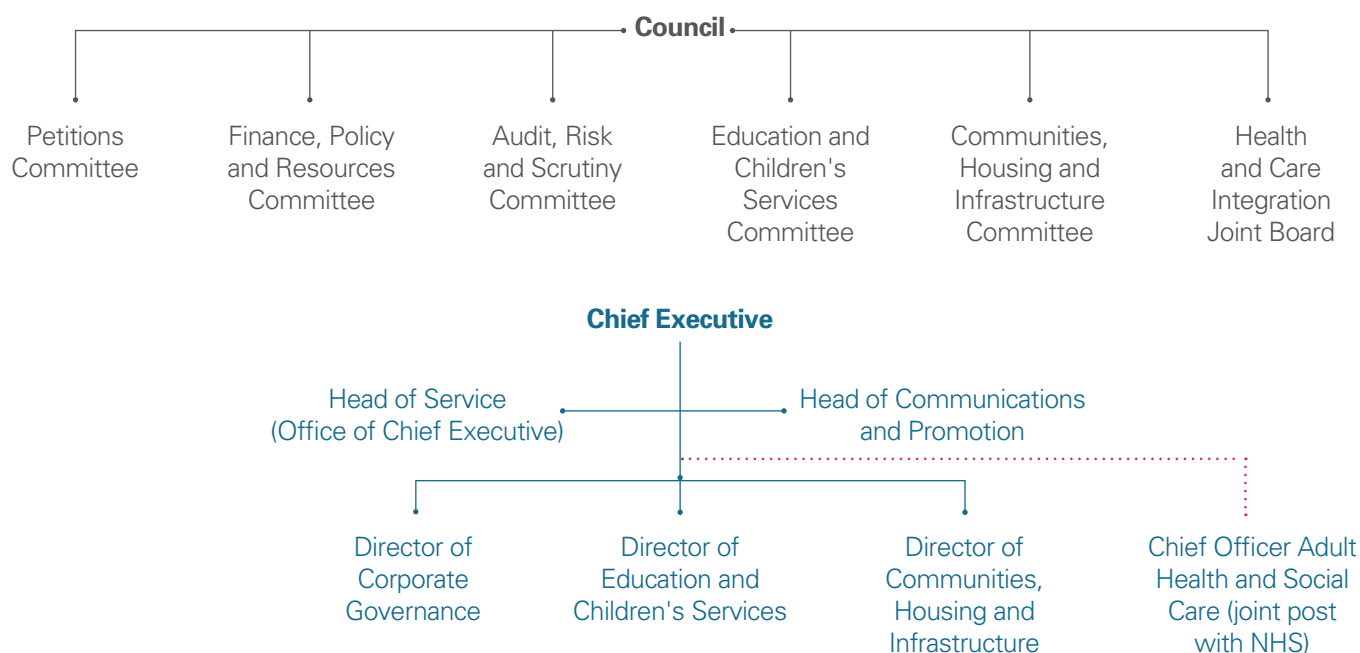 Council
Petitions
Committee
Finance, Policy
and Resources
Committee
Audit, Risk
and Scrutiny
Committee
Education and
Children's
Services
Committee
Communities,
Housing and
Infrastructure
Committee
Health
and Care
Integration
Joint Board
Chief Executive
Head of Service
(Office of Chief Executive)
Head of Communications
and Promotion
Director of
Corporate
Governance
Director of
Education and
Children's Services
Director of
Communities,
Housing and
Infrastructure
Chief Officer Adult
Health and Social
Care (joint post
with NHS)